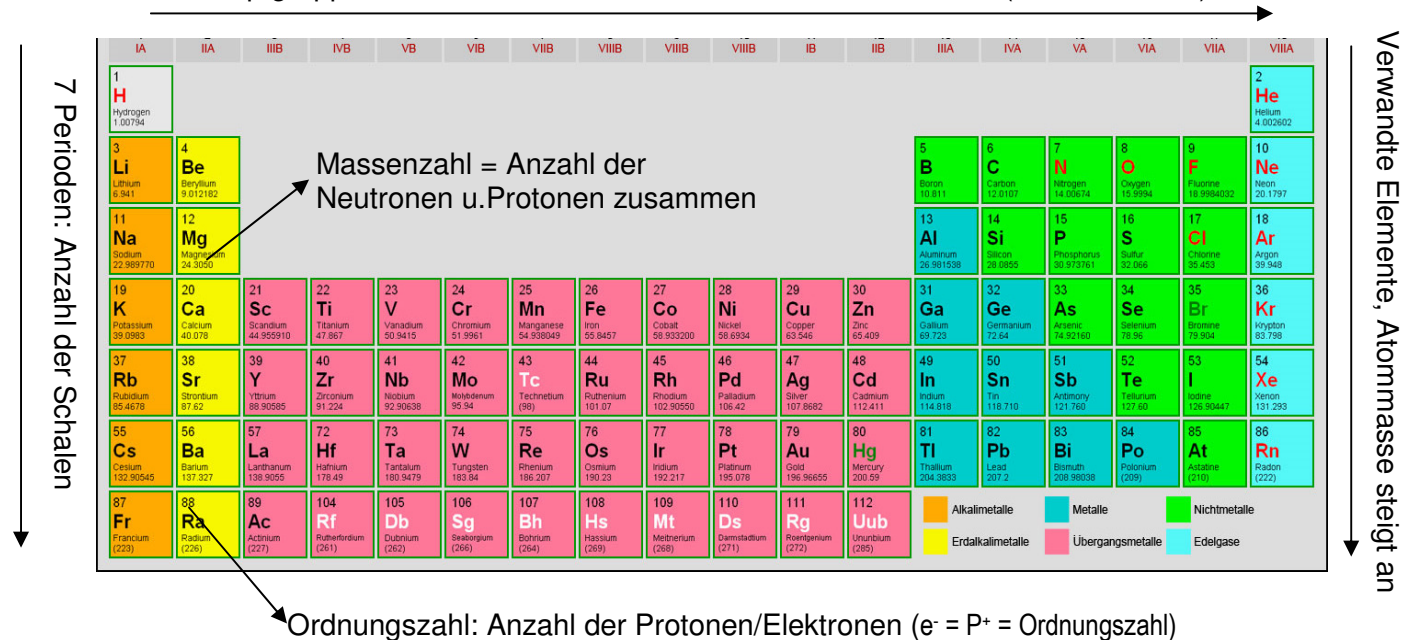 IA IIA IIIB IVB VB VIB VIIB VIIIB VIIIB VIIIB IB IIB IIIA IVA VA VIA VIIA VIIIA
7 Perioden: Anzahl der Schalen
Verwandte Elemente, Atommasse steigt an
1 2
H He
Hydrogen Helium
1.00794 4.002602
Massenzahl = Anzahl der
Neutronen u.Protonen zusammen
3 4 5 6 7 8 9 10
Li Be B C N O F Ne
Lithium Beryllium Boron Carbon Nitrogen Oxygen Fluorine Neon
6.941 9.012182 10.811 12.0107 14.00674 15.9994 18.9984032 20.1797
11 12 13 14 15 16 17 18
Na Mg Al Si P S Cl Ar
Sodium Magnesium Aluminum Silicon Phosphorus Sulfur Chlorine Argon
22.989770 24.3050 26.981538 28.0855 30.973761 32.066 35.453 39.948
19 20 21 22 23 24 25 26 27 28 29 30 31 32 33 34 35 36
K Ca Sc Ti V Cr Mn Fe Co Ni Cu Zn Ga Ge As Se Br Kr
Potassium Calcium Scandium Titanium Vanadium Chromium Manganese Iron Cobalt Nickel Copper Zinc Gallium Germanium Arsenic Selenium Bromine Krypton
39.0983 40.078 44.955910 47.867 50.9415 51.9961 54.938049 55.8457 58.933200 58.6934 63.546 65.409 69.723 72.64 74.92160 78.96 79.904 83.798
37 38 39 40 41 42 43 44 45 46 47 48 49 50 51 52 53 54
Rb Sr Y Zr Nb Mo Tc Ru Rh Pd Ag Cd In Sn Sb Te I Xe
Rubidium Strontium Yttrium Zirconium Niobium Molybdenum Technetium Ruthenium Rhodium Palladium Silver Cadmium Indium Tin Antimony Tellurium Iodine Xenon
85.4678 87.62 88.90585 91.224 92.90638 95.94 (98) 101.07 102.90550 106.42 107.8682 112.411 114.818 118.710 121.760 127.60 126.90447 131.293
55 56 57 72 73 74 75 76 77 78 79 80 81 82 83 84 85 86
Cs Ba La Hf Ta W Re Os Ir Pt Au Hg Tl Pb Bi Po At Rn
Cesium Barium Lanthanum Hafnium Tantalum Tungsten Rhenium Osmium Iridium Platinum Gold Mercury Thallium Lead Bismuth Polonium Astatine Radon
132.90545 137.327 138.9055 178.49 180.9479 183.84 186.207 190.23 192.217 195.078 196.96655 200.59 204.3833 207.2 208.98038 (209) (210) (222)
87 88 89 104 105 106 107 108 109 110 111 112
Fr Ra Ac Rf Db Sg Bh Hs Mt Ds Rg Uub
Francium Radium Actinium Rutherfordium Dubnium Seaborgium Bohrium Hassium Meitnerium Darmstadtium Roentgenium Ununbium
(223) (226) (227) (261) (262) (266) (264) (269) (268) (271) (272) (285)
Alkalimetalle Metalle Nichtmetalle
Erdalkalimetalle Übergangsmetalle Edelgase
Ordnungszahl: Anzahl der Protonen/Elektronen (e- = P+ = Ordnungszahl)